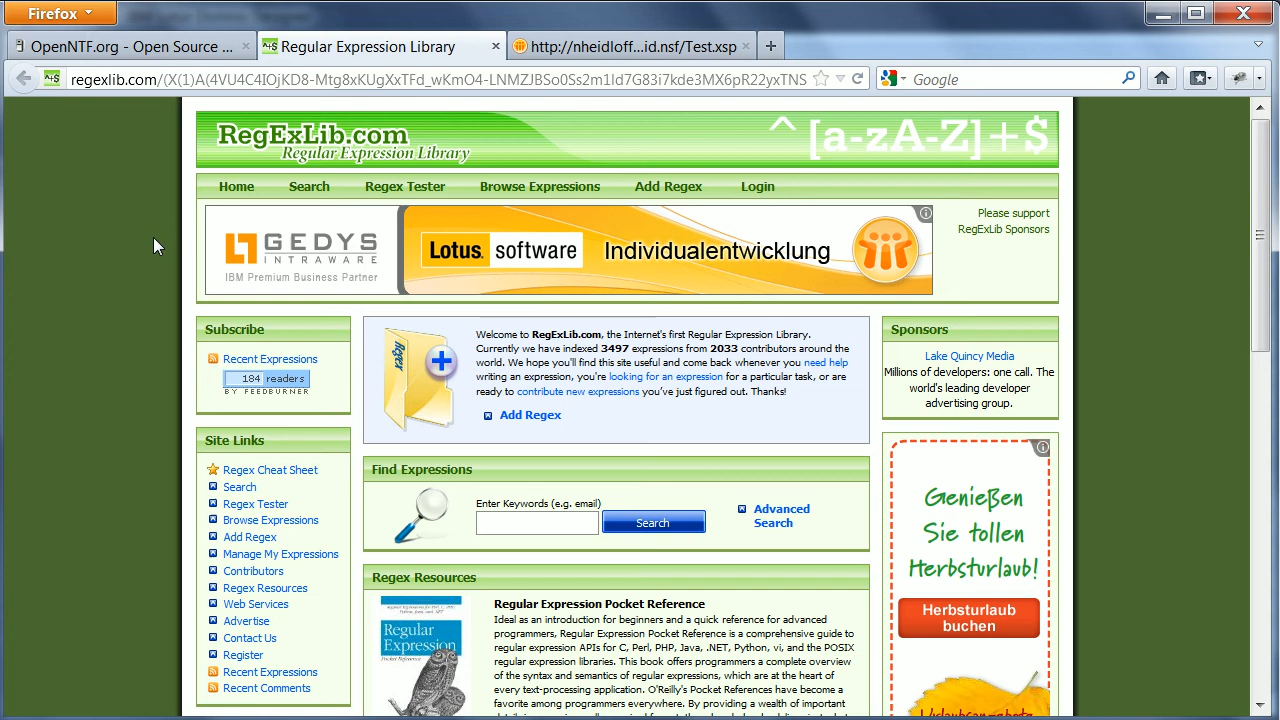 Firefox
OpenNTF.org - Open Source ...
Regular Expression Library
http://nheidloff...id.nsf/Test.xsp
regexlib.com/(X(1)A(4VU4C4IOjKD8-Mtg8xKUgXxTFd_wKmO4-LNMZJBSo0Ss2m1Id7G83i7kde3MX6pR22yxTNS
Google
RegExLib.com
Regular Expression Library
^[a-zA-Z]+$
Home
Search
Regex Tester
Browse Expressions
Add Regex
Login
GEDYS
INTRAWARE
IBM Premium Business Partner
Lotus. software
Individualentwicklung
Please support
RegExLib Sponsors
Subscribe
Recent Expressions
184 readers
BY FEEDBURNER
Site Links
Regex Cheat Sheet
Search
Regex Tester
Browse Expressions
Add Regex
Manage My Expressions
Contributors
Regex Resources
Web Services
Advertise
Contact Us
Register
Recent Expressions
Recent Comments
Regex
Welcome to RegExLib.com, the Internet's first Regular Expression Library.
Currently we have indexed 3497 expressions from 2033 contributors around the
world. We hope you'll find this site useful and come back whenever you need help
writing an expression, you're looking for an expression for a particular task, or are
ready to contribute new expressions you've just figured out. Thanks!
Add Regex
Find Expressions
Enter Keywords (e.g. email)
Search
Advanced
Search
Regex Resources
Regular
Expression
Pocket Reference
Regular Expression Pocket Reference
Ideal as an introduction for beginners and a quick reference for advanced
programmers, Regular Expression Pocket Reference is a comprehensive guide to
regular expression APIs for C, Perl, PHP, Java, .NET, Python, vi, and the POSIX
regular expression libraries. This book offers programmers a complete overview
of the syntax and semantics of regular expressions, which are at the heart of
every text-processing application. O'Reilly's Pocket References have become a
favorite among programmers everywhere. By providing a wealth of important
Sponsors
Lake Quincy Media
Millions of developers: one call. The
world's leading developer
advertising group.
Genießen
Sie tollen
Herbsturlaub!
Herbsturlaub
buchen